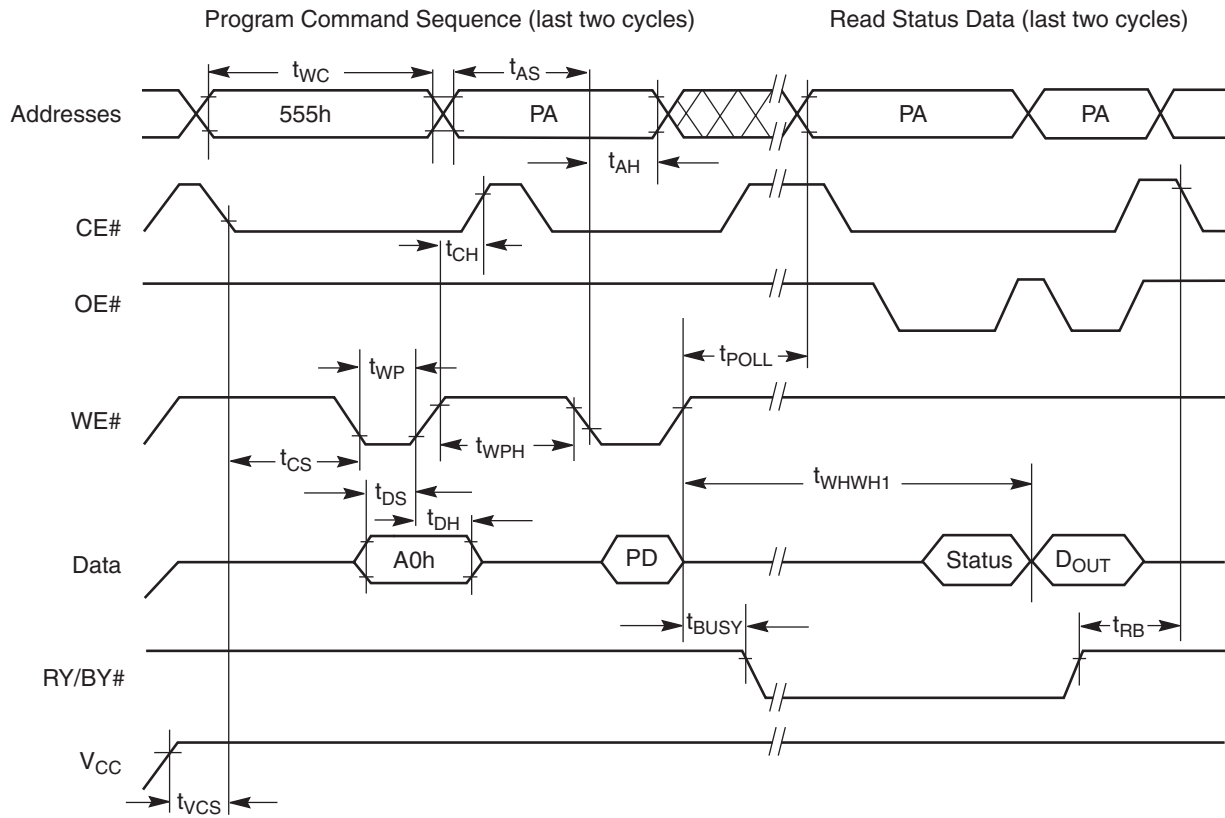 Program Command Sequence (last two cycles)
Read Status Data (last two cycles)
tWC
tAS
Addresses
555h
PA
PA
PA
tAH
CE#
tCH
OE#
tPOLL
tWP
WE#
tWPH
tCS
tWHWH1
tDS
tDH
Data
A0h
PD
Status
DOUT
tBUSY
tRB
RY/BY#
VCC
tVCS